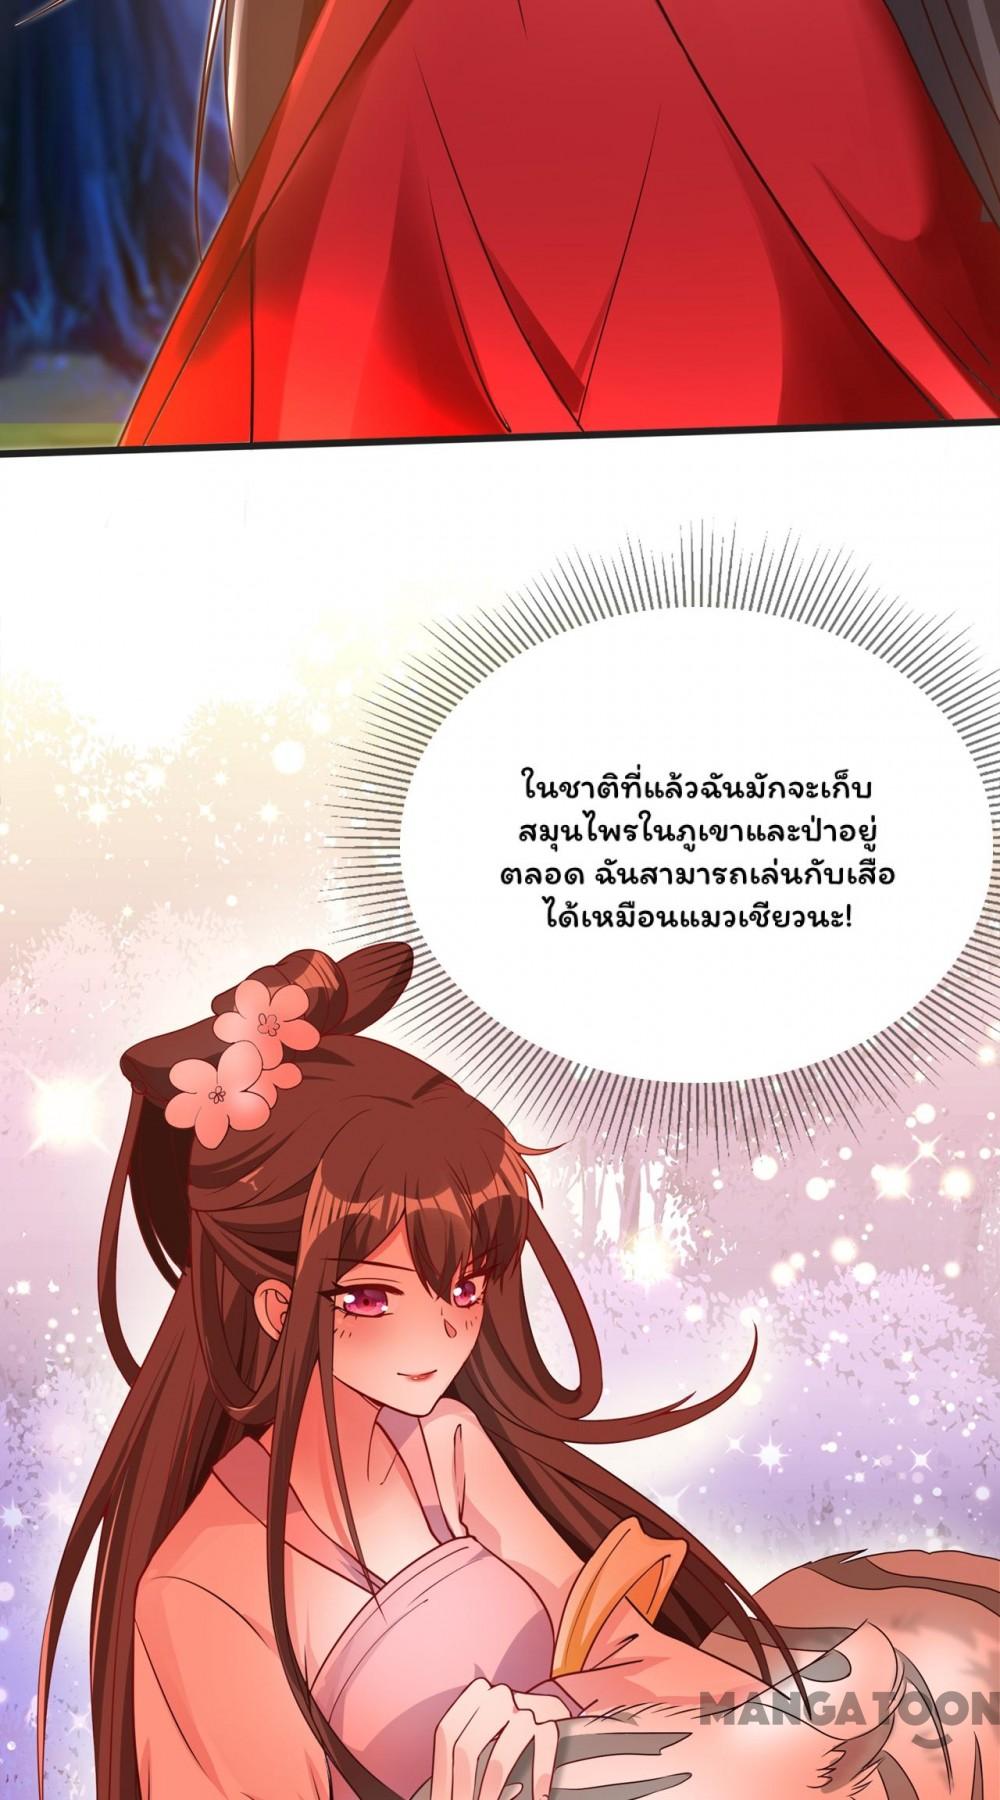 ในชาติที่แล้วฉันมักจะเก็บ
สมุนไพรในภูเขาและป่าอยู่
ตลอด ฉันสามารถเล่นกับเสือ
ได้เหมือนแมวเชียวนะ!
MANGATOON